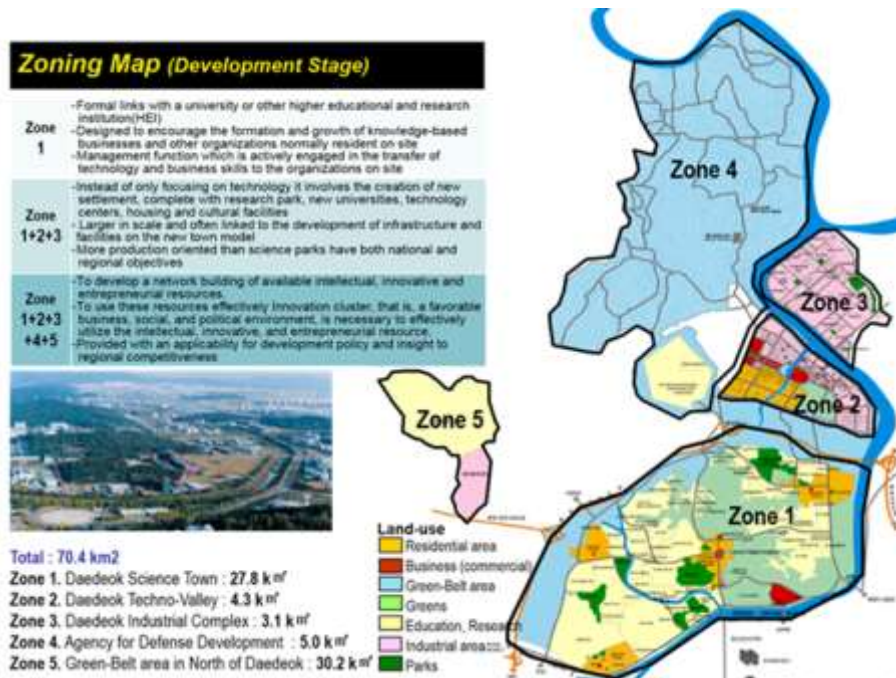 Zoning Map (Development Stage)
Zone
1
-Formal links with a university or other higher educational and research
institution(HEI)
-Designed to encourage the formation and growth of knowledge-based
businesses and other organizations normally resident on site
-Management function which is actively engaged in the transfer of
technology and business skills to the organizations on site
Zone
1+2+3
-Instead of only focusing on technology it involves the creation of new
settlement, complete with research park, new universities, technology
centers, housing and cultural facilities
-Larger in scale and often linked to the development of infrastructure and
facilities on the new town model
-More production oriented than science parks have both national and
regional objectives
Zone
1+2+3
+4+5
-To develop a network building of available intellectual, innovative and
entrepreneurial resources.
-To use these resources effectively Innovation cluster, that is, a favorable
business, social, and political environment, is necessary to effectively
utilize the intellectual, innovative, and entrepreneurial resource.
-Provided with an applicability for development policy and insight to
regional competitiveness
Zone 4
Zone 3
Zone 2
Zone 5
Zone 1
Total : 70.4 km2
Zone 1. Daedeok Science Town : 27.8 k㎡
Zone 2. Daedeok Techno-Valley : 4.3 k㎡
Zone 3. Daedeok Industrial Complex : 3.1 k㎡
Zone 4. Agency for Defense Development : 5.0 k㎡
Zone 5. Green-Belt area in North of Daedeok : 30.2 k㎡
Land-use
Residential area
Business (commercial)
Green-Belt area
Greens
Education, Research
Industrial area
Parks